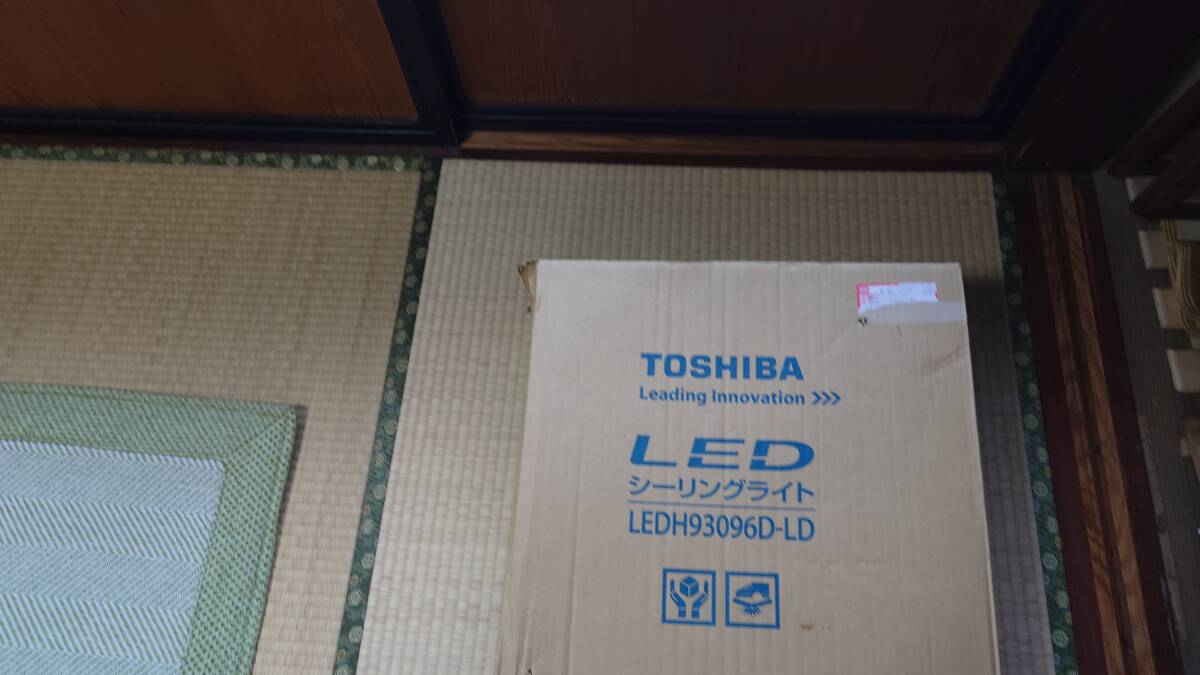 TOSHIBA
Leading Innovation >>>
LED
シーリングライト
LEDH93096D-LD